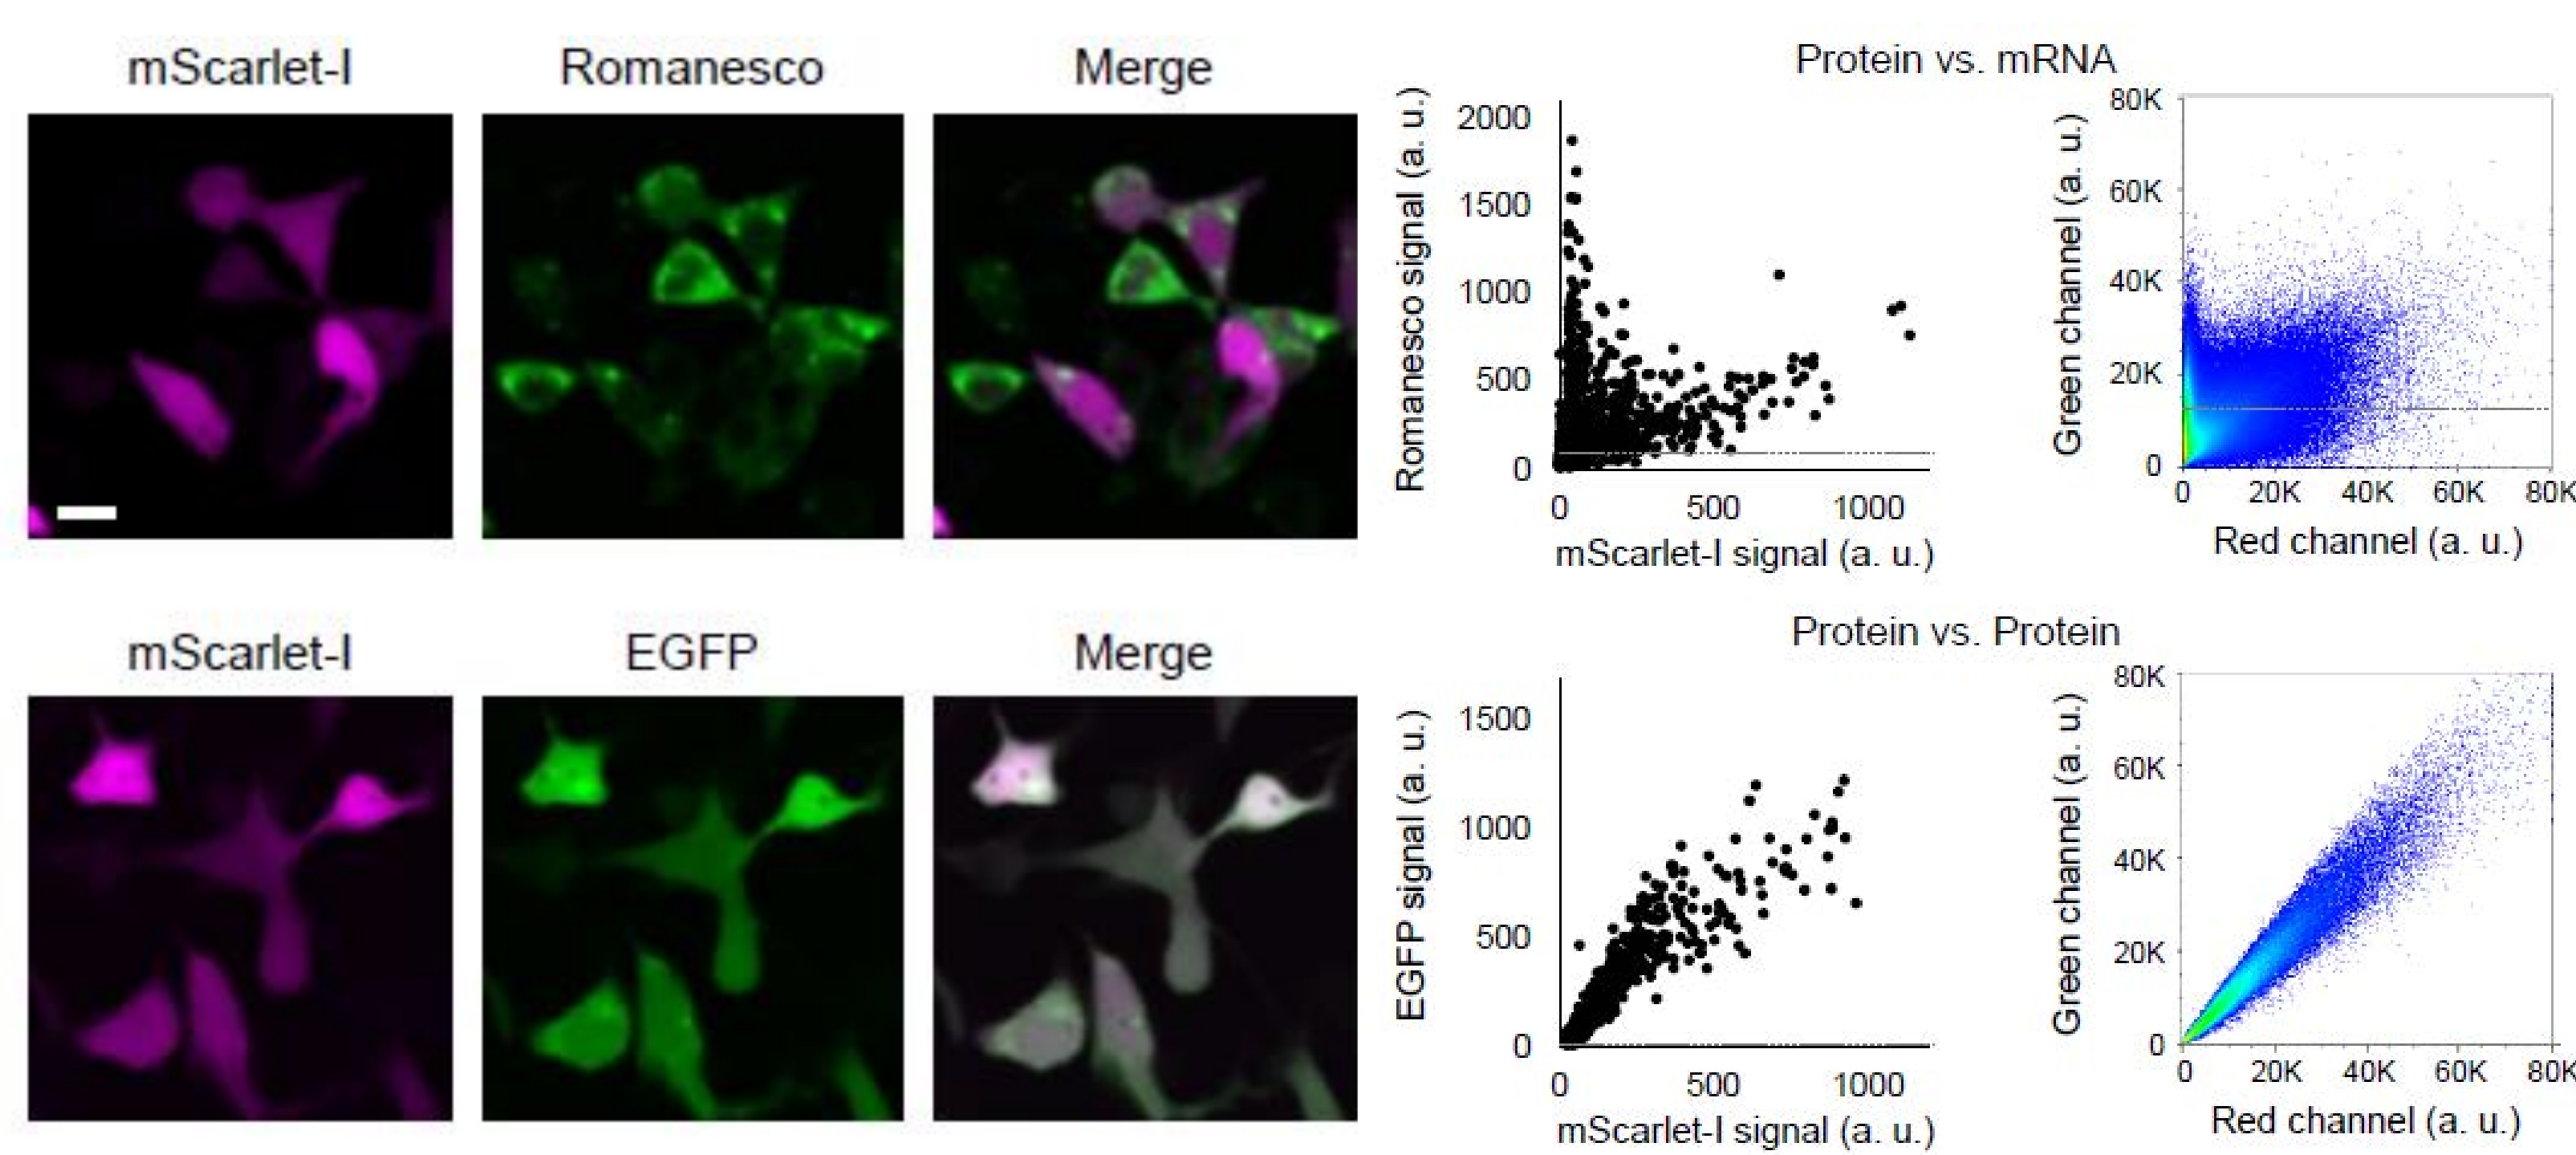 mScarlet-I
Romanesco
Merge
Protein vs. mRNA
Romanesco signal (a. u.)
2000
1500
1000
500
0
0 500 1000
mScarlet-I signal (a. u.)
Green channel (a. u.)
80K
60K
40K
20K
0
0 20K 40K 60K 80K
Red channel (a. u.)
mScarlet-I
EGFP
Merge
Protein vs. Protein
EGFP signal (a. u.)
1500
1000
500
0
0 500 1000
mScarlet-I signal (a. u.)
Green channel (a. u.)
80K
60K
40K
20K
0
0 20K 40K 60K 80K
Red channel (a. u.)